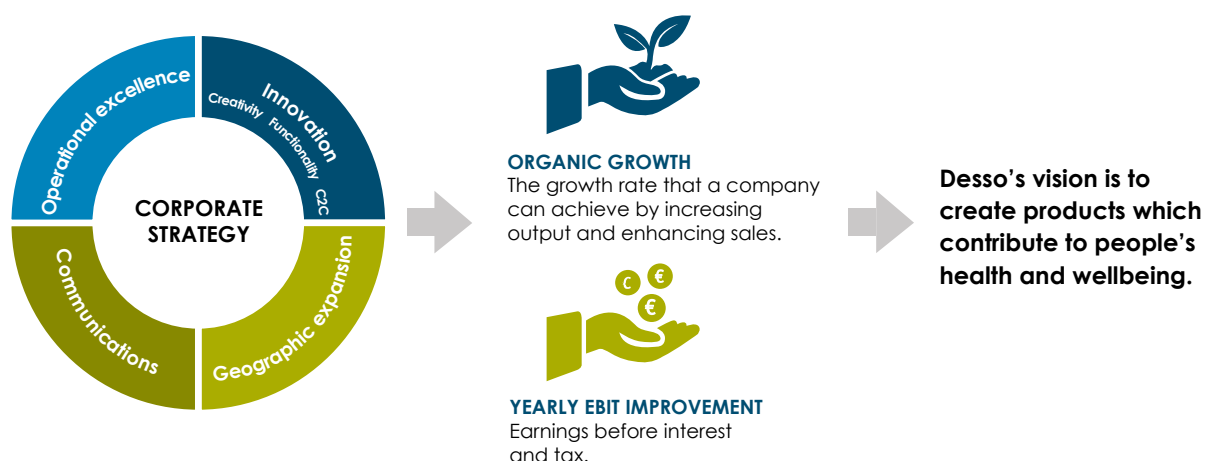 Operational excellence
Innovation
Creativity Functionality C2C
CORPORATE
STRATEGY
Communications
Geographic expansion
ORGANIC GROWTH
The growth rate that a company
can achieve by increasing
output and enhancing sales.
C €
€
YEARLY EBIT IMPROVEMENT
Earnings before interest
and tax.
Desso’s vision is to
create products which
contribute to people’s
health and wellbeing.